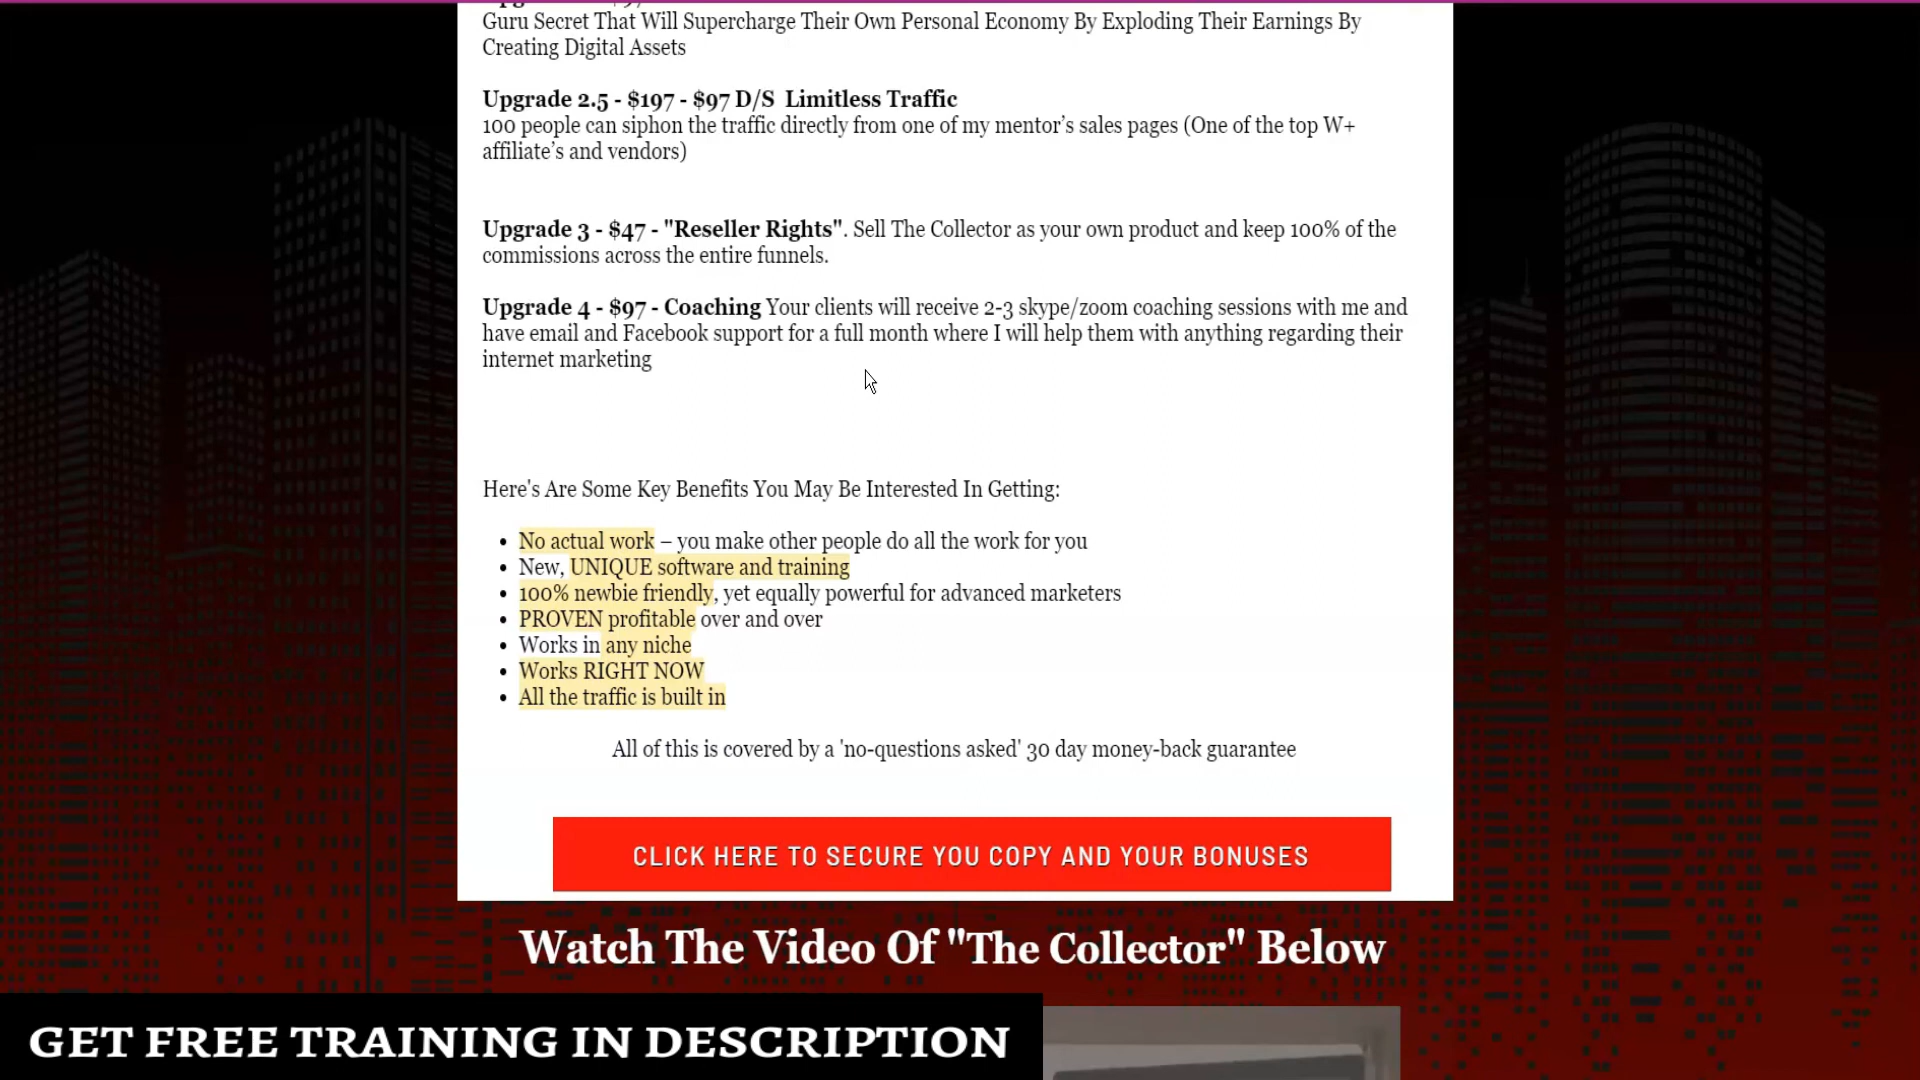 Guru Secret That Will Supercharge Their Own Personal Economy By Exploding Their Earnings By
Creating Digital Assets
Upgrade 2.5 - $197 - $97 D/S Limitless Traffic
100 people can siphon the traffic directly from one of my mentor’s sales pages (One of the top W+
affiliate’s and vendors)
Upgrade 3 - $47 - "Reseller Rights". Sell The Collector as your own product and keep 100% of the
commissions across the entire funnels.
Upgrade 4 - $97 - Coaching Your clients will receive 2-3 skype/zoom coaching sessions with me and
have email and Facebook support for a full month where I will help them with anything regarding their
internet marketing
Here's Are Some Key Benefits You May Be Interested In Getting:
• No actual work – you make other people do all the work for you
• New, UNIQUE software and training
• 100% newbie friendly, yet equally powerful for advanced marketers
• PROVEN profitable over and over
• Works in any niche
• Works RIGHT NOW
• All the traffic is built in
All of this is covered by a 'no-questions asked' 30 day money-back guarantee
CLICK HERE TO SECURE YOU COPY AND YOUR BONUSES
Watch The Video Of "The Collector" Below
GET FREE TRAINING IN DESCRIPTION